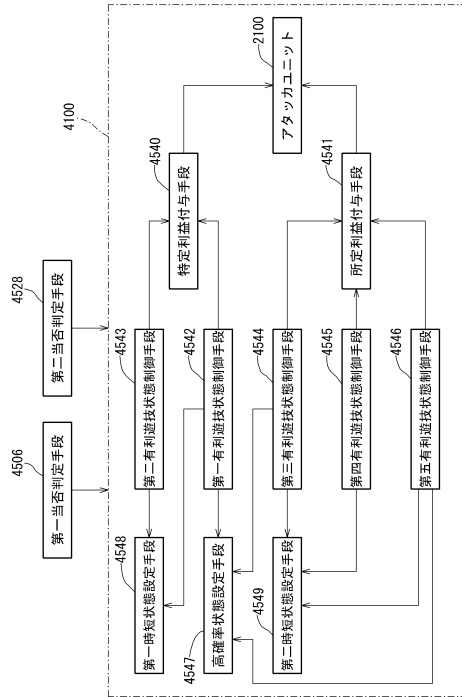 4506
第一当否判定手段
4528
第二当否判定手段
4100
4548
第一時短状態設定手段
4547
高確率状態設定手段
4549
第二時短状態設定手段
4543
第二有利遊技状態制御手段
4542
第一有利遊技状態制御手段
4544
第三有利遊技状態制御手段
4545
第四有利遊技状態制御手段
4546
第五有利遊技状態制御手段
4540
特定利益付与手段
4541
所定利益付与手段
2100
アタッカユニット